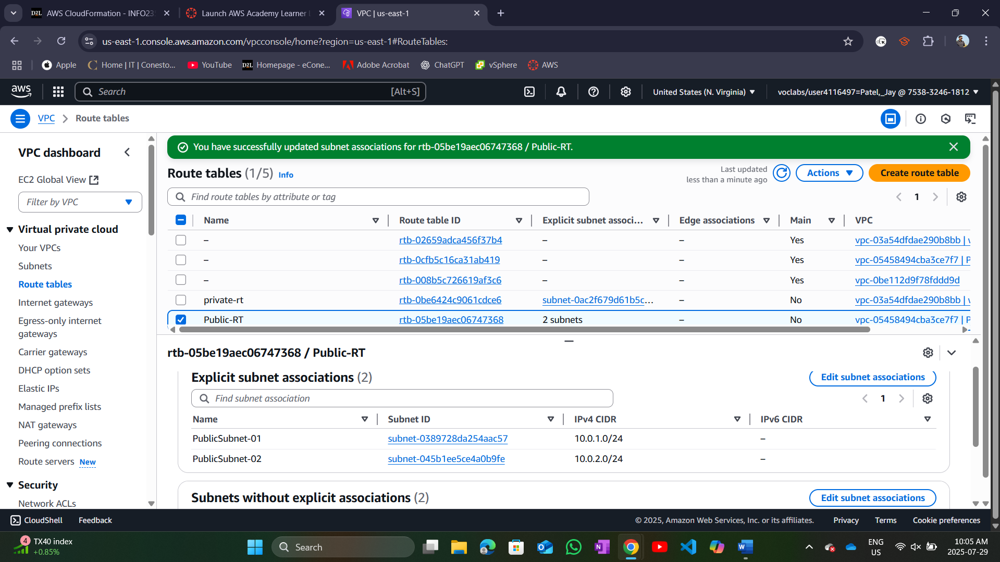 AWS CloudFormation - INFO23
Launch AWS Academy Learner L
VPC | us-east-1
us-east-1.console.aws.amazon.com/vpcconsole/home?region=us-east-1#RouteTables:
Apple
Home | IT | Conesto...
YouTube
D2L Homepage - eCone...
Adobe Acrobat
ChatGPT
vSphere
AWS
aws
Search [Alt+S]
United States (N. Virginia)
voclabs/user4116497=Patel,_Jay @ 7538-3246-1812
VPC
Route tables
VPC dashboard
EC2 Global View
Filter by VPC
Virtual private cloud
Your VPCs
Subnets
Route tables
Internet gateways
Egress-only internet
gateways
Carrier gateways
DHCP option sets
Elastic IPs
Managed prefix lists
NAT gateways
Peering connections
Route servers New
Security
Network ACLs
You have successfully updated subnet associations for rtb-05be19aec06747368 / Public-RT.
Route tables (1/5) Info
Last updated
less than a minute ago
Actions
Create route table
Find route tables by attribute or tag
1
Name Route table ID Explicit subnet associ... Edge associations Main VPC
– rtb-02659adca456f37b4 – – Yes vpc-03a54dfdae290b8bb | v
– rtb-0cfb5c16ca31ab419 – – Yes vpc-05458494cba3ce7f7 | P
– rtb-008b5c726619af3c6 – – Yes vpc-0be112d9f78fddd9d
private-rt rtb-0be6424c9061cdce6 subnet-0ac2f679d61b5c... – No vpc-03a54dfdae290b8bb | v
Public-RT rtb-05be19aec06747368 2 subnets – No vpc-05458494cba3ce7f7 | P
rtb-05be19aec06747368 / Public-RT
Explicit subnet associations (2)
Edit subnet associations
Find subnet association
1
Name Subnet ID IPv4 CIDR IPv6 CIDR
PublicSubnet-01 subnet-0389728da254aac57 10.0.1.0/24 –
PublicSubnet-02 subnet-045b1ee5ce4a0b9fe 10.0.2.0/24 –
Subnets without explicit associations (2)
Edit subnet associations
CloudShell
Feedback
© 2025, Amazon Web Services, Inc. or its affiliates.
Privacy
Terms
Cookie preferences
4
TX40 index
+0.85%
Search
ENG
US
10:05 AM
2025-07-29